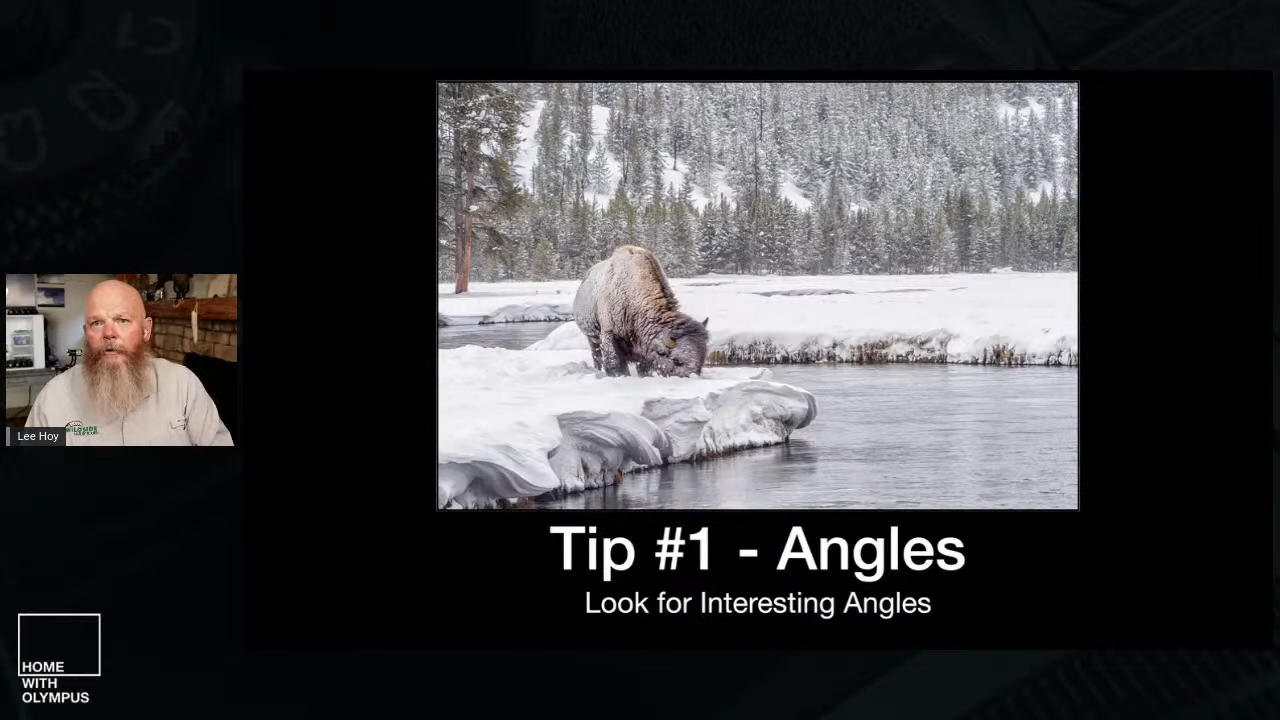 Tip #1 - Angles
Look for Interesting Angles
Lee Hoy
HOME
WITH
OLYMPUS